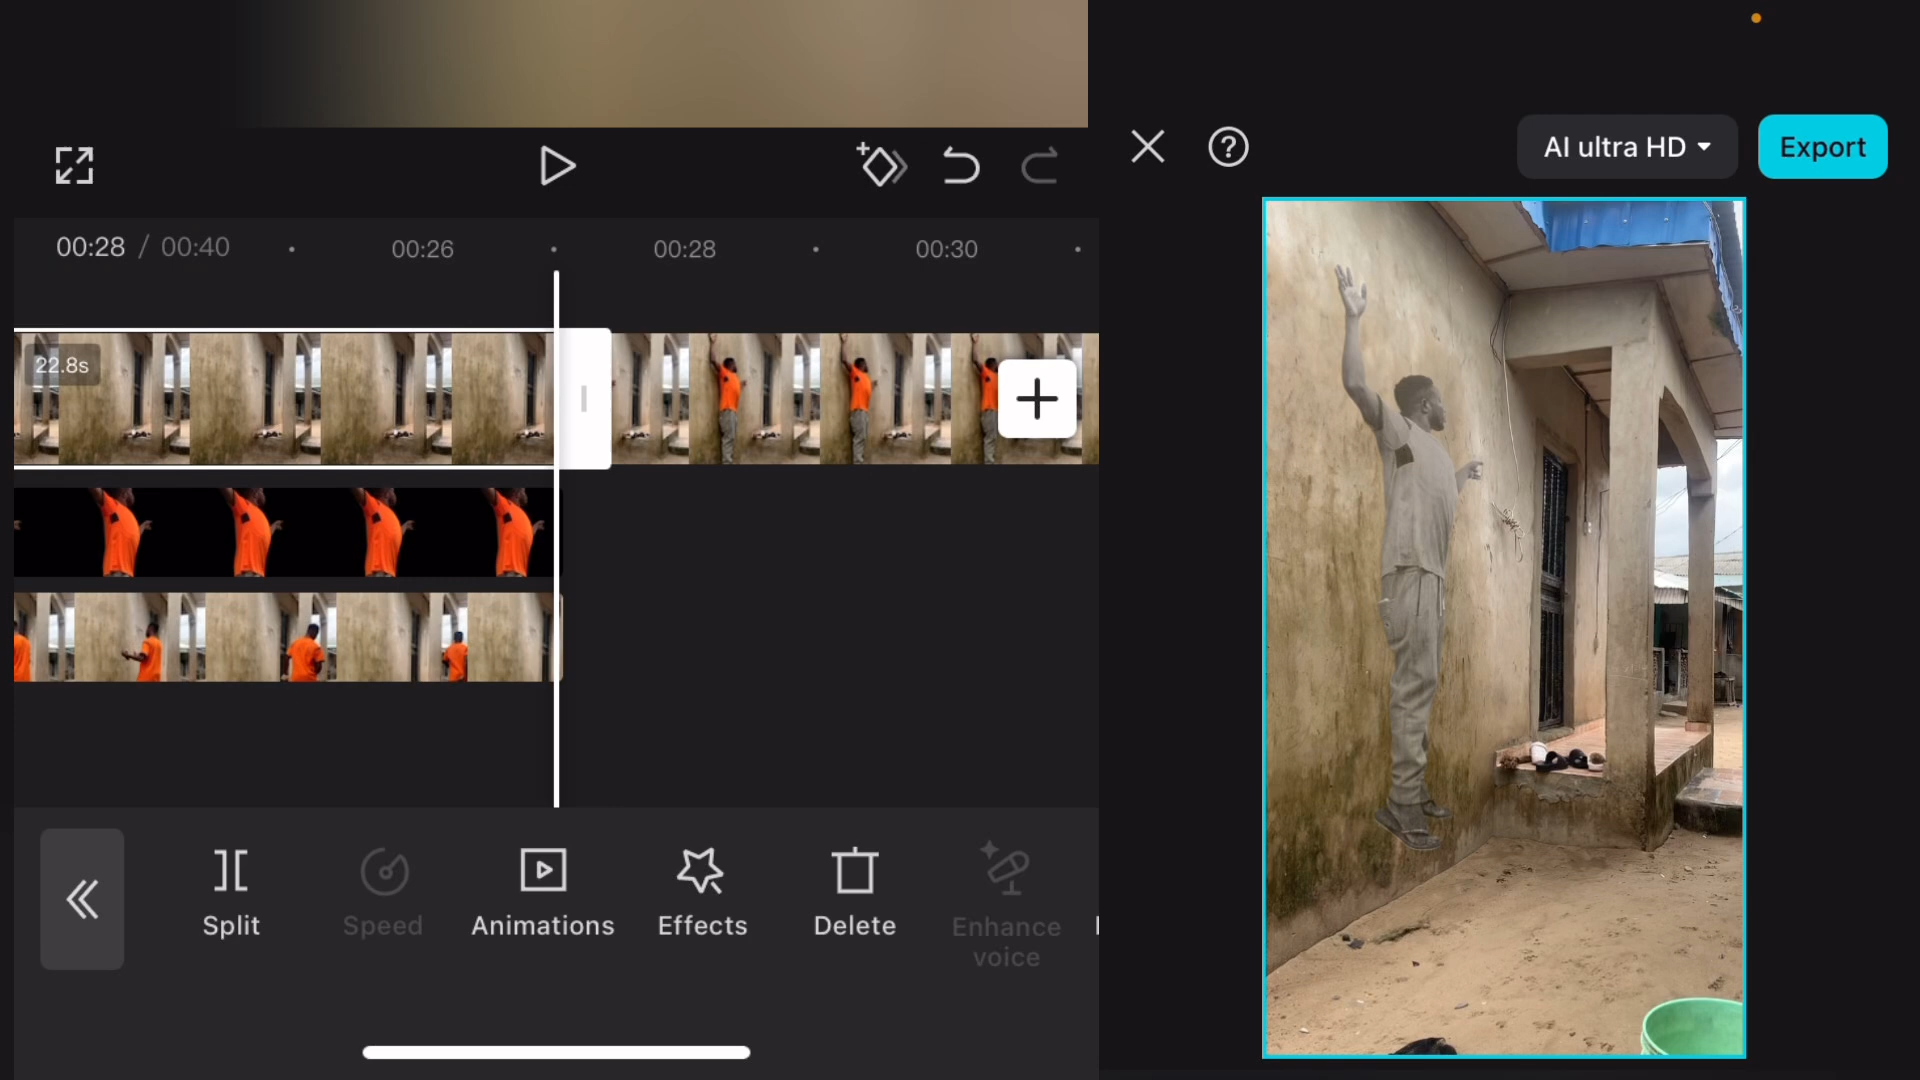 AI ultra HD
Export
00:28 / 00:40
00:26
00:28
00:30
22.8s
Split
Speed
Animations
Effects
Delete
Enhance
voice